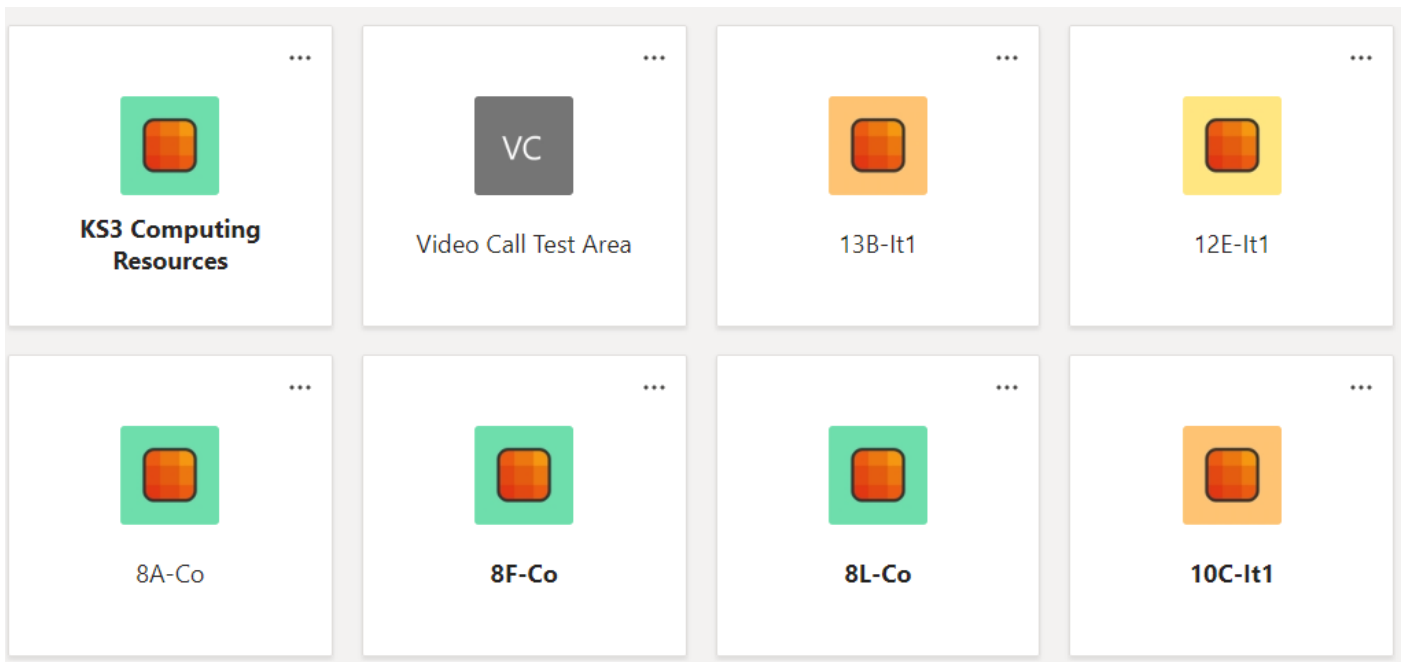 KS3 Computing
Resources
VC
Video Call Test Area
13B-It1
12E-It1
8A-Co
8F-Co
8L-Co
10C-It1